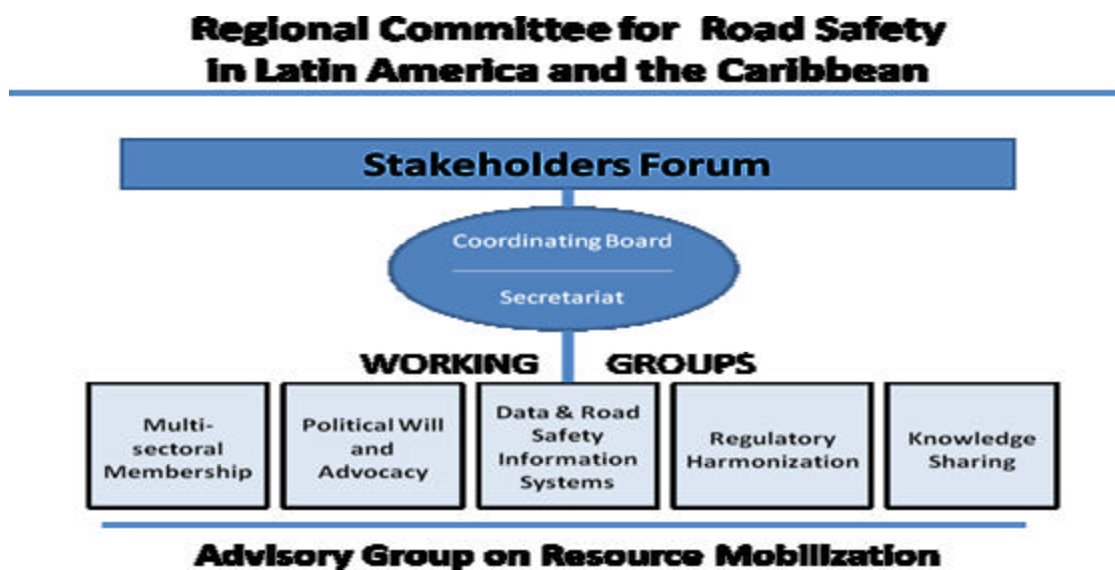 Regional Committee for Road Safety
in Latin America and the Caribbean
Stakeholders Forum
Coordinating Board
Secretariat
WORKING GROUPS
Multi-
sectoral
Membership
Political Will
and
Advocacy
Data & Road
Safety
Information
Systems
Regulatory
Harmonization
Knowledge
Sharing
Advisory Group on Resource Mobilization